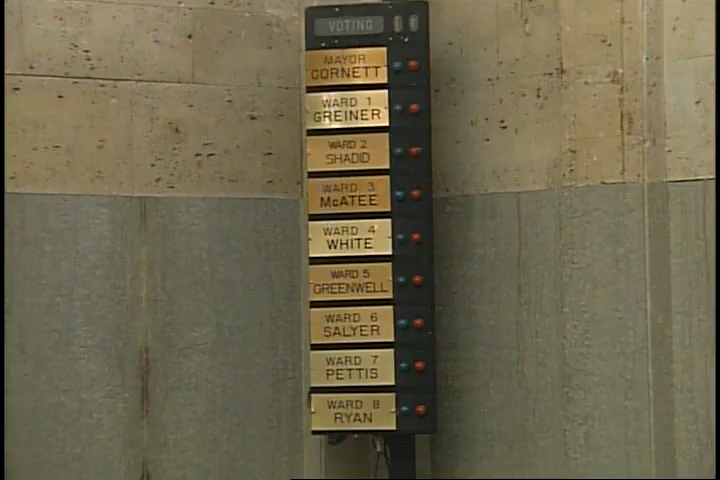 VOTING
MAYOR
CORNETT
WARD 1
GREINER
WARD 2
SHADID
WARD 3
McATEE
WARD 4
WHITE
WARD 5
GREENWELL
WARD 6
SALYER
WARD 7
PETTIS
WARD 8
RYAN